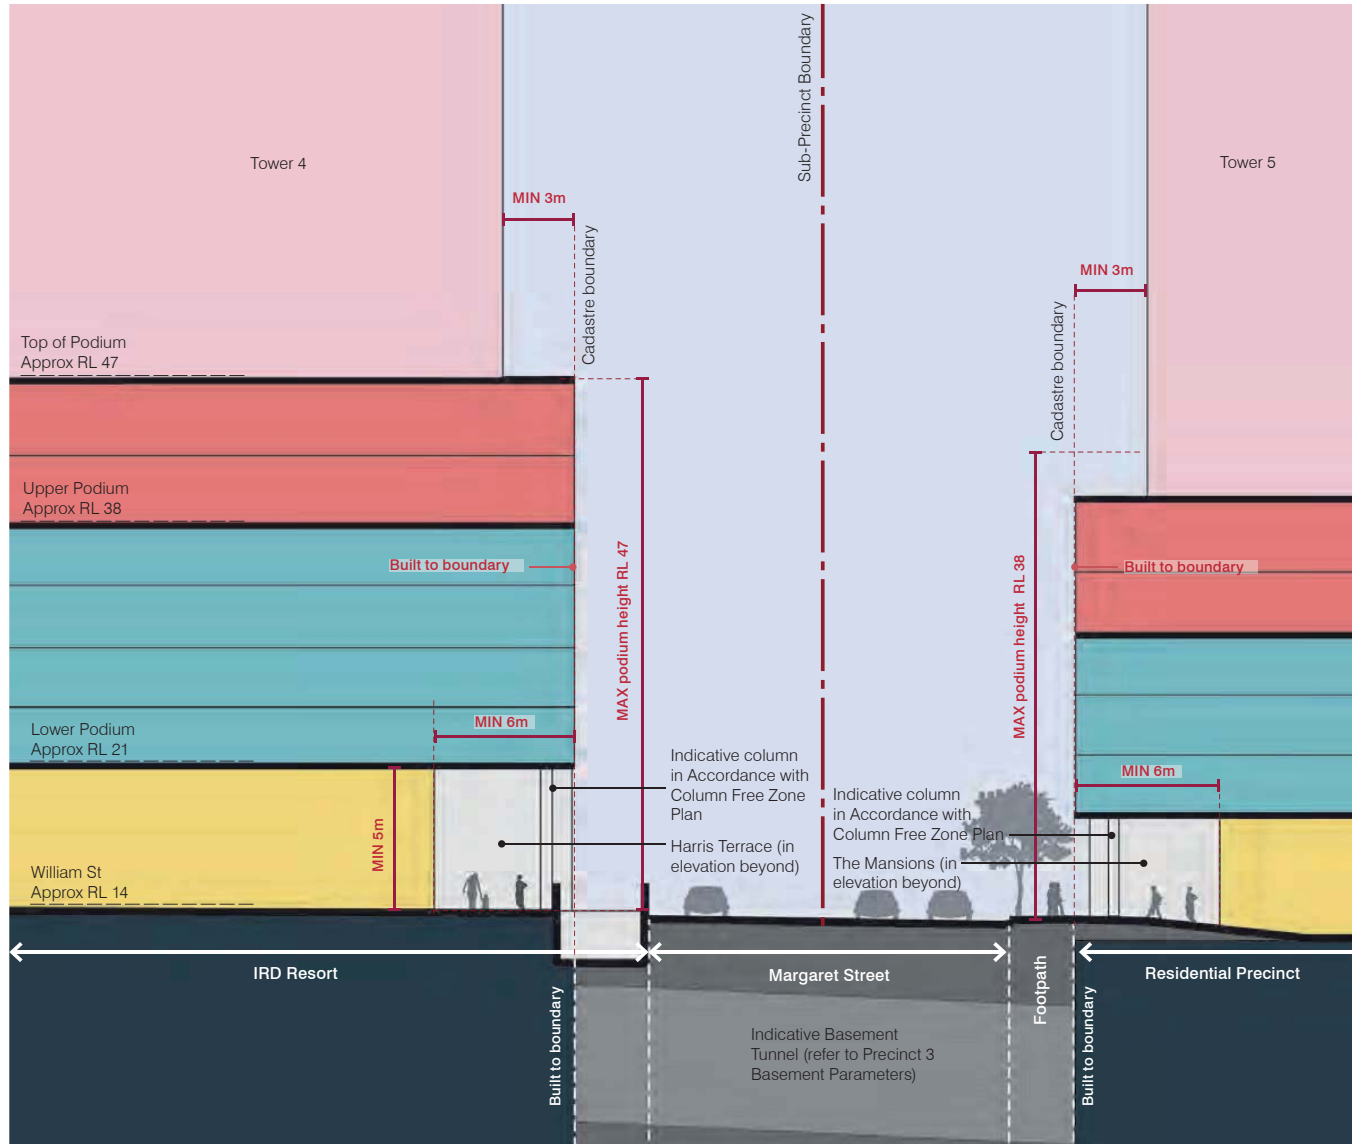 Tower 4
Sub-Precinct Boundary
Tower 5
MIN 3m
Cadastre boundary
MIN 3m
Cadastre boundary
Top of Podium
Approx RL 47
Upper Podium
Approx RL 38
Built to boundary
MAX podium height RL 47
MAX podium height  RL 38
Built to boundary
Lower Podium
Approx RL 21
MIN 6m
Indicative column
in Accordance with
Column Free Zone
Plan
Harris Terrace (in
elevation beyond)
Indicative column
in Accordance with
Column Free Zone Plan
The Mansions (in
elevation beyond)
MIN 6m
MIN 5m
William St
Approx RL 14
IRD Resort
Margaret Street
Footpath
Residential Precinct
Built to boundary
Indicative Basement
Tunnel (refer to Precinct 3
Basement Parameters)
Built to boundary